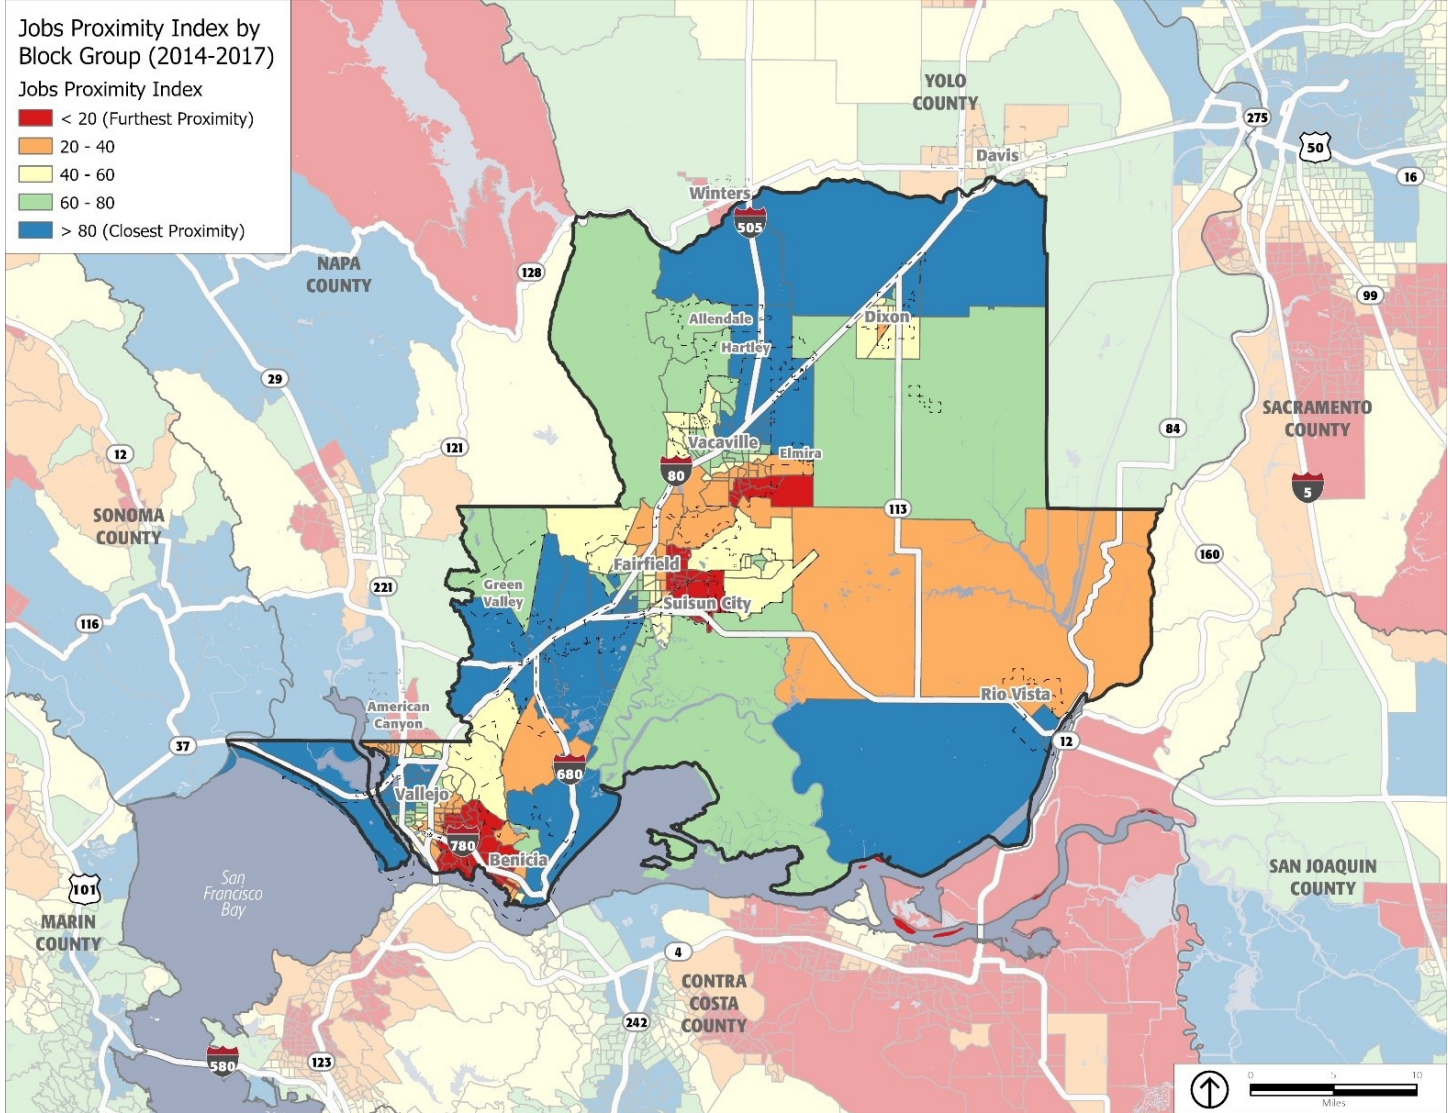 Jobs Proximity Index by
Block Group (2014-2017)
Jobs Proximity Index
< 20 (Furthest Proximity)
20 - 40
40 - 60
60 - 80
> 80 (Closest Proximity)
YOLO
COUNTY
275
50
Davis
16
Winters
505
NAPA
COUNTY
128
99
Allendale
Dixon
Hartley
29
SACRAMENTO
COUNTY
84
121
12
Vacaville
Elmira
80
5
113
SONOMA
COUNTY
160
Fairfield
221
Green
Valley
Suisun City
116
Rio Vista
American
Canyon
37
12
680
Vallejo
780
Benicia
San
Francisco
Bay
101
SAN JOAQUIN
COUNTY
MARIN
COUNTY
4
CONTRA
COSTA
COUNTY
242
580
123
0 5 10
Miles